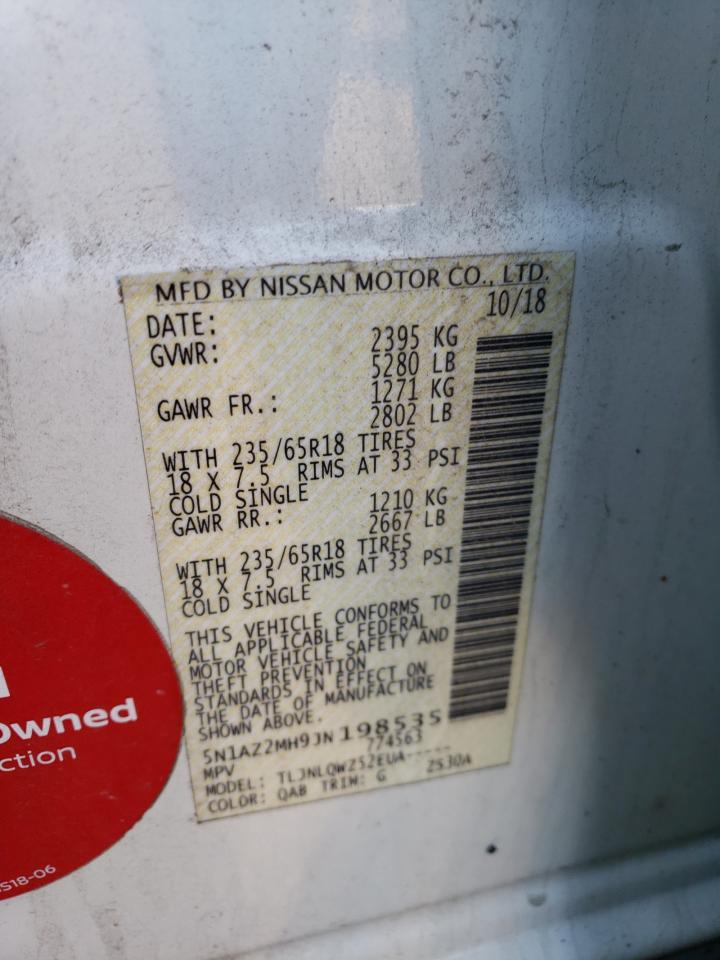 MFD BY NISSAN MOTOR CO., LTD.
DATE: 10/18
GVWR: 2395 KG
5280 LB
GAWR FR.: 1271 KG
2802 LB
WITH 235/65R18 TIRES
18 X 7.5 RIMS AT 33 PSI
COLD SINGLE
GAWR RR.: 1210 KG
2667 LB
WITH 235/65R18 TIRES
18 X 7.5 RIMS AT 33 PSI
COLD SINGLE
THIS VEHICLE CONFORMS TO
ALL APPLICABLE FEDERAL
MOTOR VEHICLE SAFETY AND
THEFT PREVENTION
STANDARDS IN EFFECT ON
THE DATE OF MANUFACTURE
SHOWN ABOVE.
5N1AZ2MH9JN198535
MPV 774563
MODEL: TLJNLQWZ52EUA-----
COLOR: QAB TRIM: G Z530A
Owned
ction
S18-06